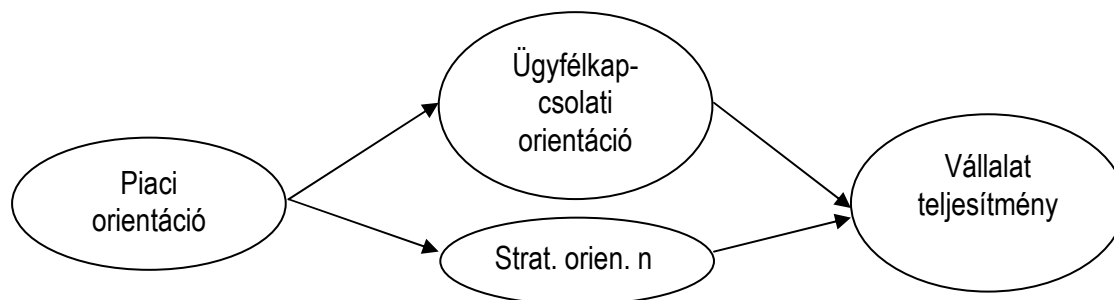 Piaci
orientáció
Ügyfélkap-
csolati
orientáció
Strat. orien. n
Vállalat
teljesítmény